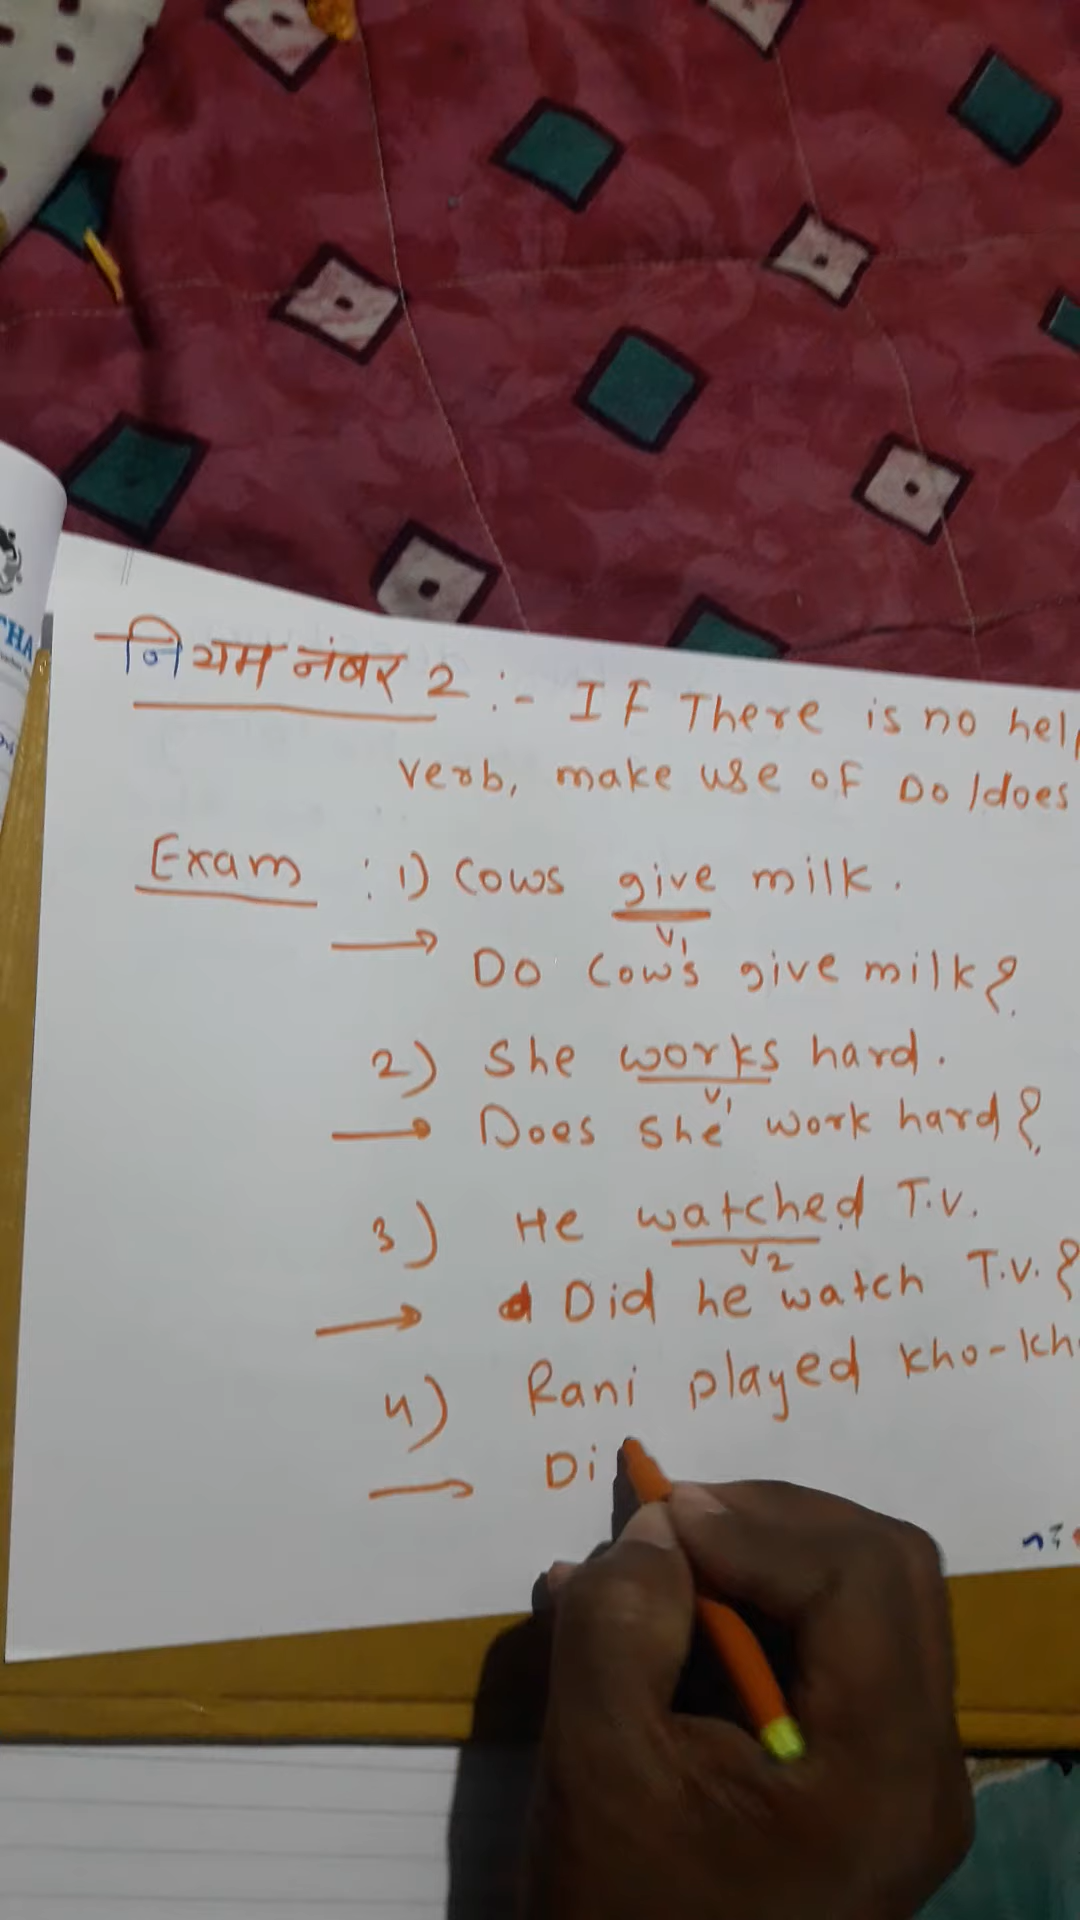 नियम नंबर 2 :- IF There is no help
verb, make use of Do/does
Exam : 1) Cows give milk.
V1
→ Do cows give milk?
2) She works hard.
V1
→ Does she work hard?
3) He watched T.V.
V2
→ Did he watch T.V.?
4) Rani played kho-kh
→ Di